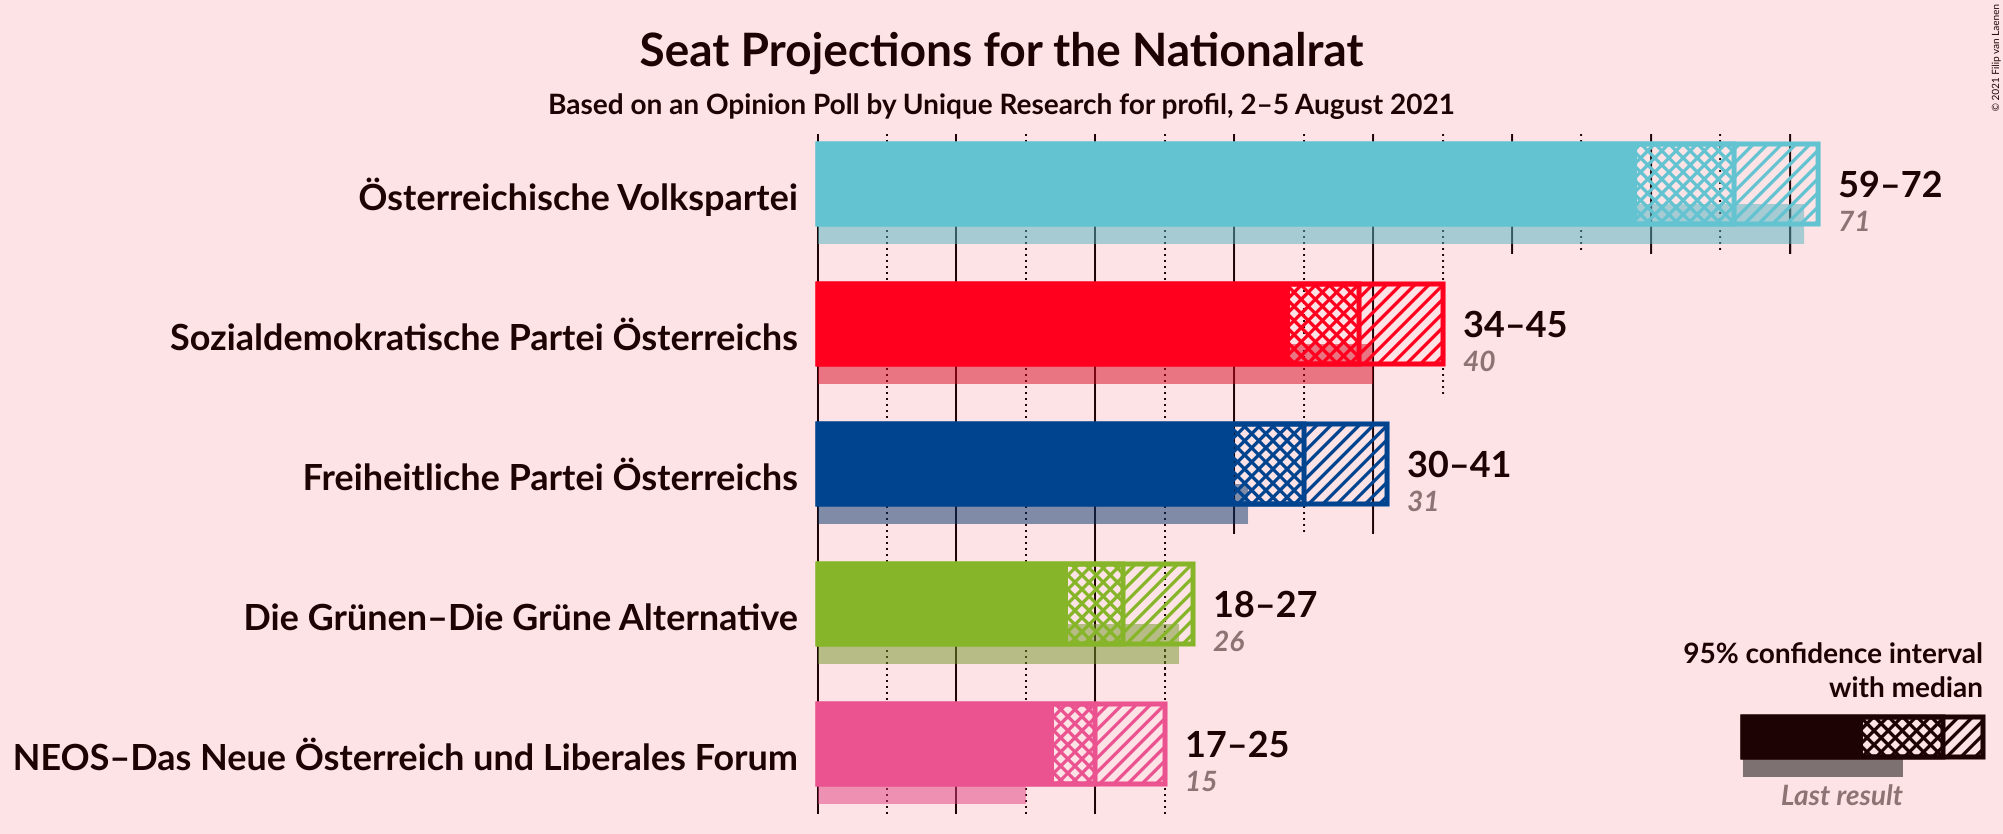 Seat Projections for the Nationalrat
Based on an Opinion Poll by Unique Research for profil, 2–5 August 2021
© 2021 Filip van Laenen
Österreichische Volkspartei
59–72
71
Sozialdemokratische Partei Österreichs
34–45
40
Freiheitliche Partei Österreichs
30–41
31
Die Grünen–Die Grüne Alternative
18–27
26
NEOS–Das Neue Österreich und Liberales Forum
17–25
15
95% confidence interval
with median
Last result